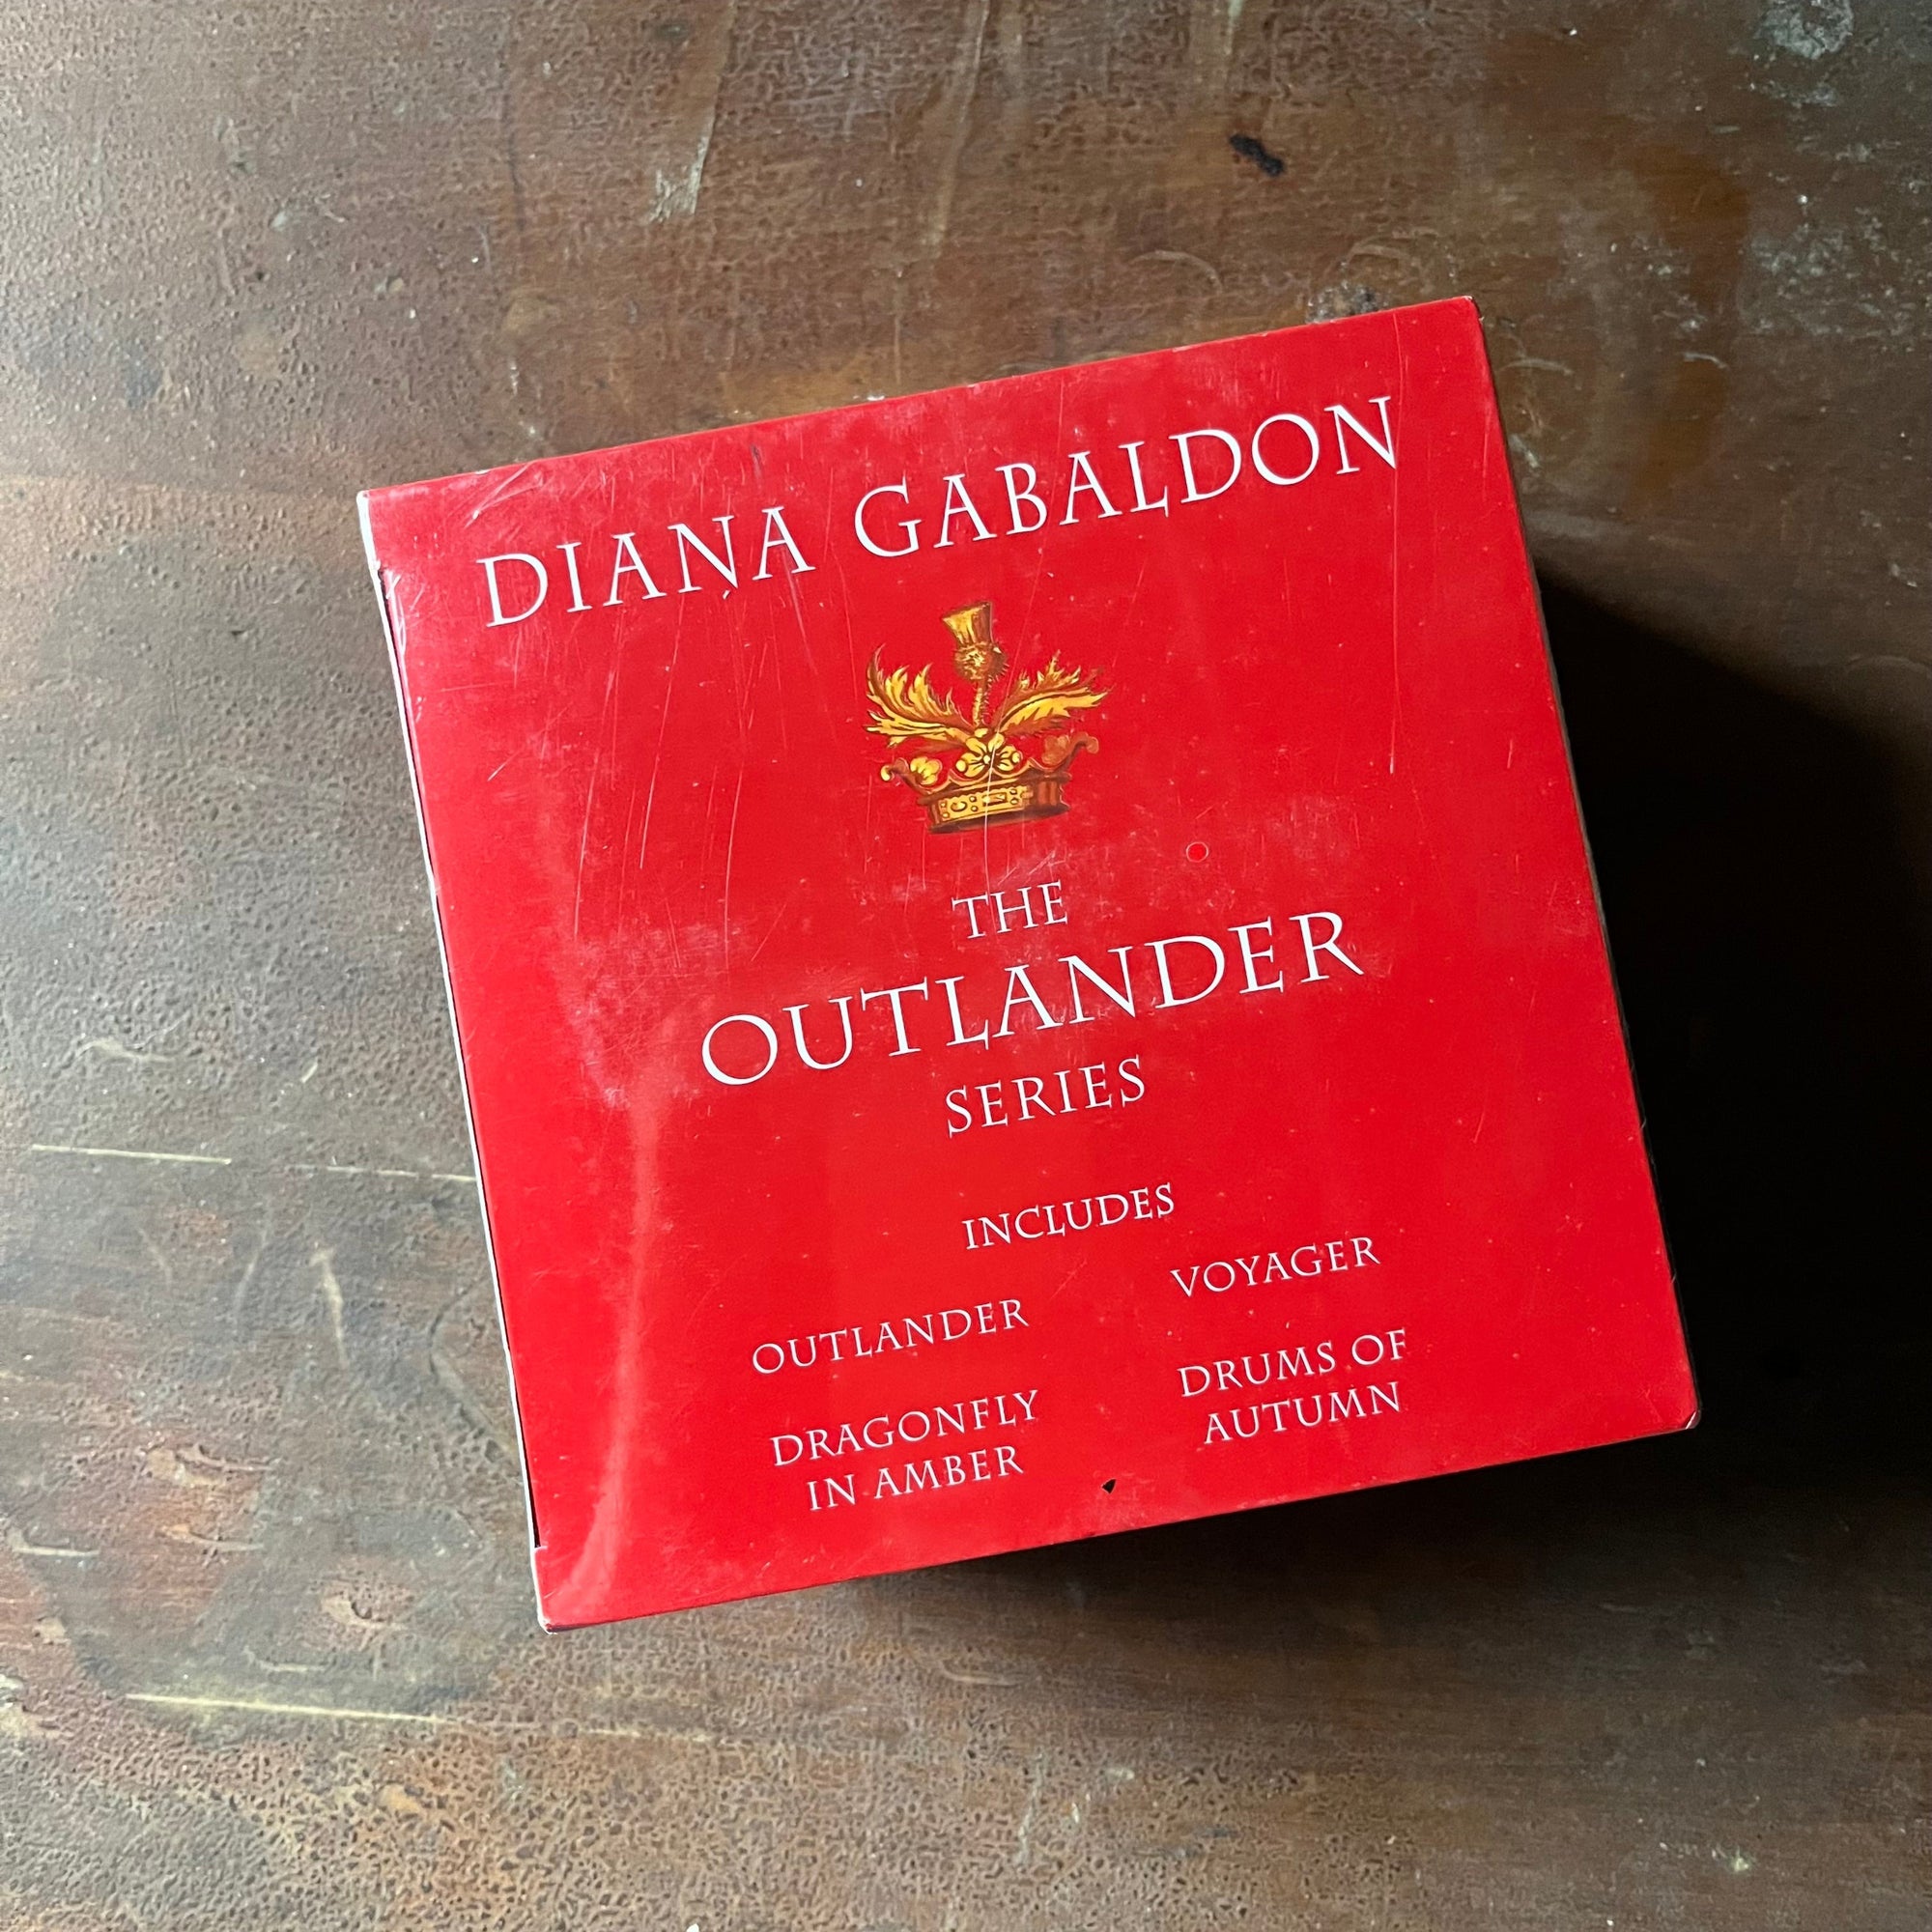 DIANA GABALDON
THE
OUTLANDER
SERIES
INCLUDES
OUTLANDER
DRAGONFLY
IN AMBER
VOYAGER
DRUMS OF
AUTUMN